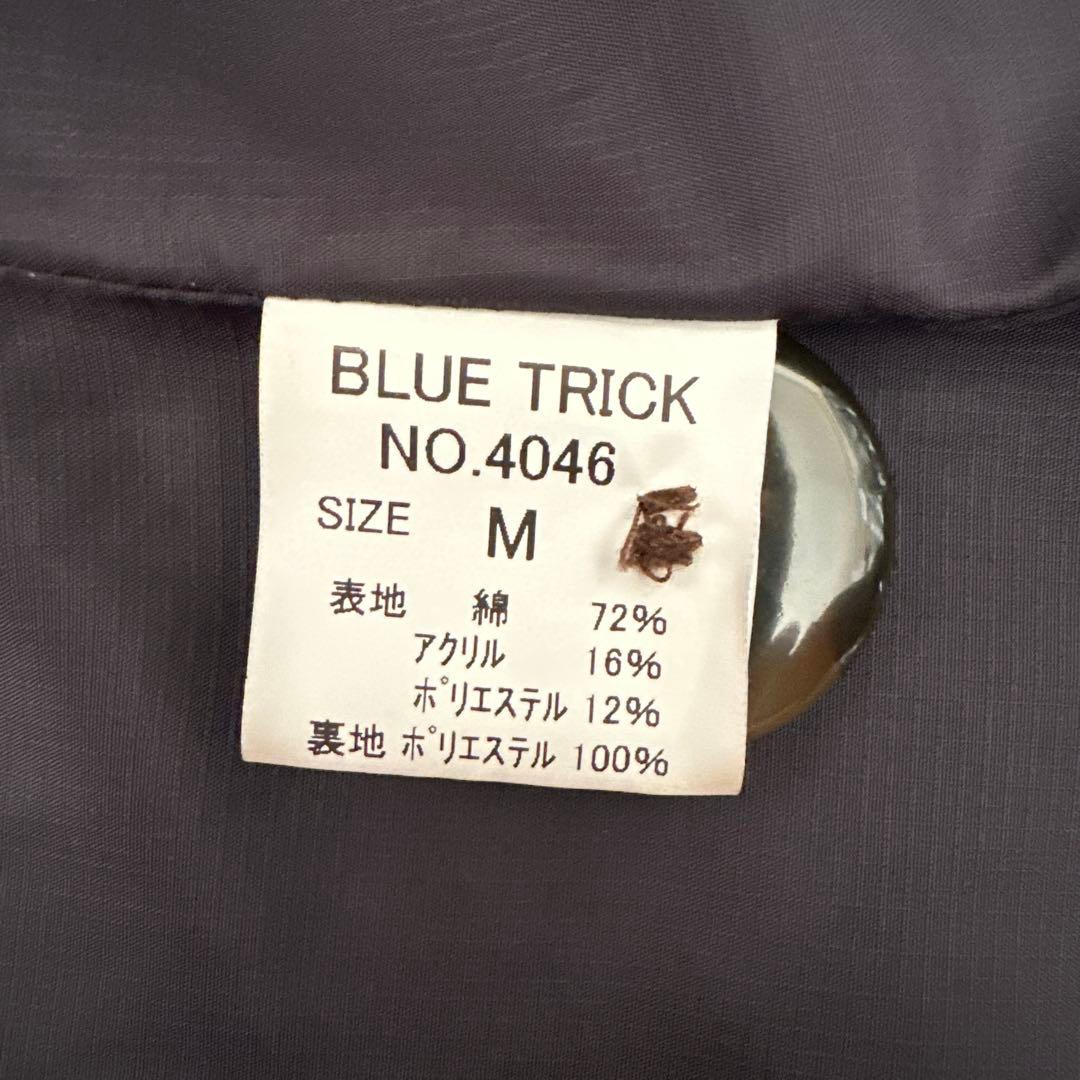 BLUE TRICK
NO.4046
SIZE M
表地 綿 72%
アクリル 16%
ポリエステル 12%
裏地 ポリエステル 100%